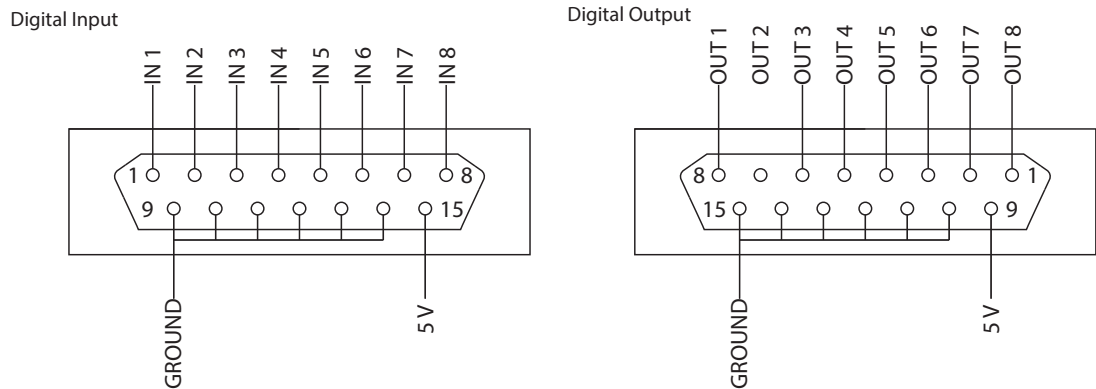 Digital Input
IN 1
IN 2
IN 3
IN 4
IN 5
IN 6
IN 7
IN 8
1
8
9
15
GROUND
5 V
Digital Output
OUT 1
OUT 2
OUT 3
OUT 4
OUT 5
OUT 6
OUT 7
OUT 8
8
1
15
9
GROUND
5 V